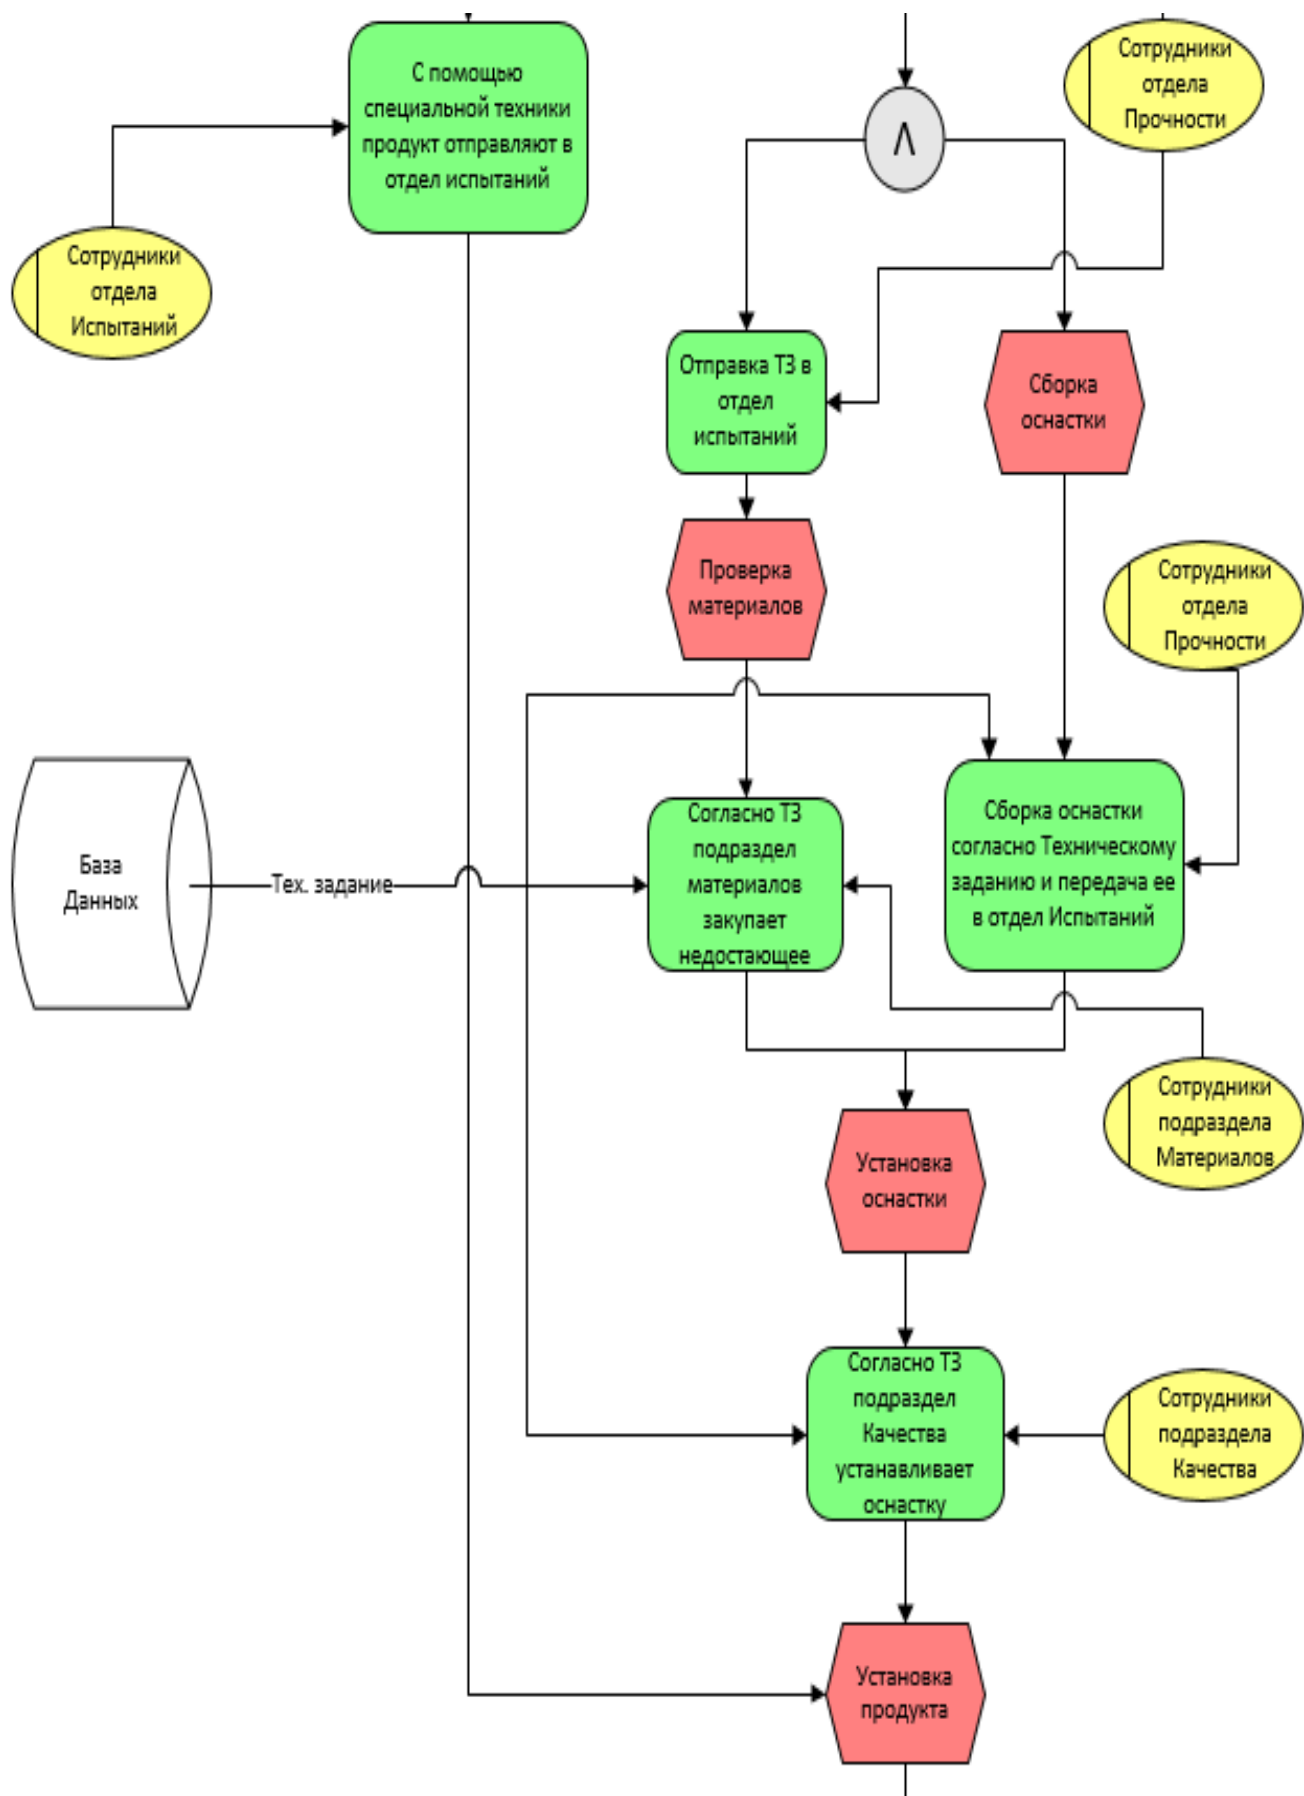 С помощью
специальной техники
продукт отправляют в
отдел испытаний
Сотрудники
отдела
Прочности
Λ
Сотрудники
отдела
Испытаний
Отправка ТЗ в
отдел
испытаний
Сборка
оснастки
Проверка
материалов
Сотрудники
отдела
Прочности
База
Данных
Тех. задание
Согласно ТЗ
подраздел
материалов
закупает
недостающее
Сборка оснастки
согласно Техническому
заданию и передача ее
в отдел Испытаний
Сотрудники
подраздела
Материалов
Установка
оснастки
Согласно ТЗ
подраздел
Качества
устанавливает
оснастку
Сотрудники
подраздела
Качества
Установка
продукта